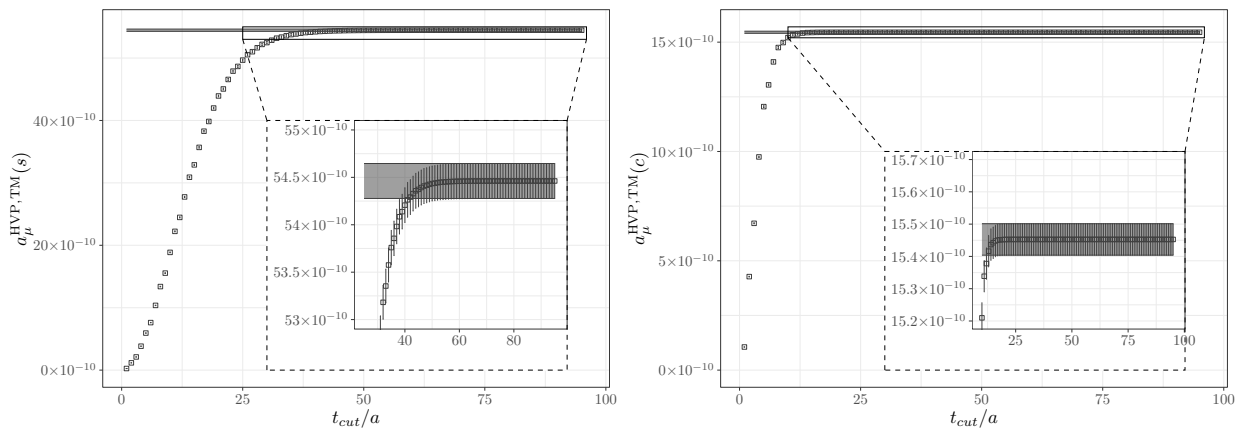 40×10⁻¹⁰
20×10⁻¹⁰
0×10⁻¹⁰
a_μ^{HVP,TM}(s)
55×10⁻¹⁰
54.5×10⁻¹⁰
54×10⁻¹⁰
53.5×10⁻¹⁰
53×10⁻¹⁰
40 60 80
0 25 50 75 100
t_{cut}/a
15×10⁻¹⁰
10×10⁻¹⁰
5×10⁻¹⁰
0×10⁻¹⁰
a_μ^{HVP,TM}(c)
15.7×10⁻¹⁰
15.6×10⁻¹⁰
15.5×10⁻¹⁰
15.4×10⁻¹⁰
15.3×10⁻¹⁰
15.2×10⁻¹⁰
25 50 75 100
0 25 50 75 100
t_{cut}/a